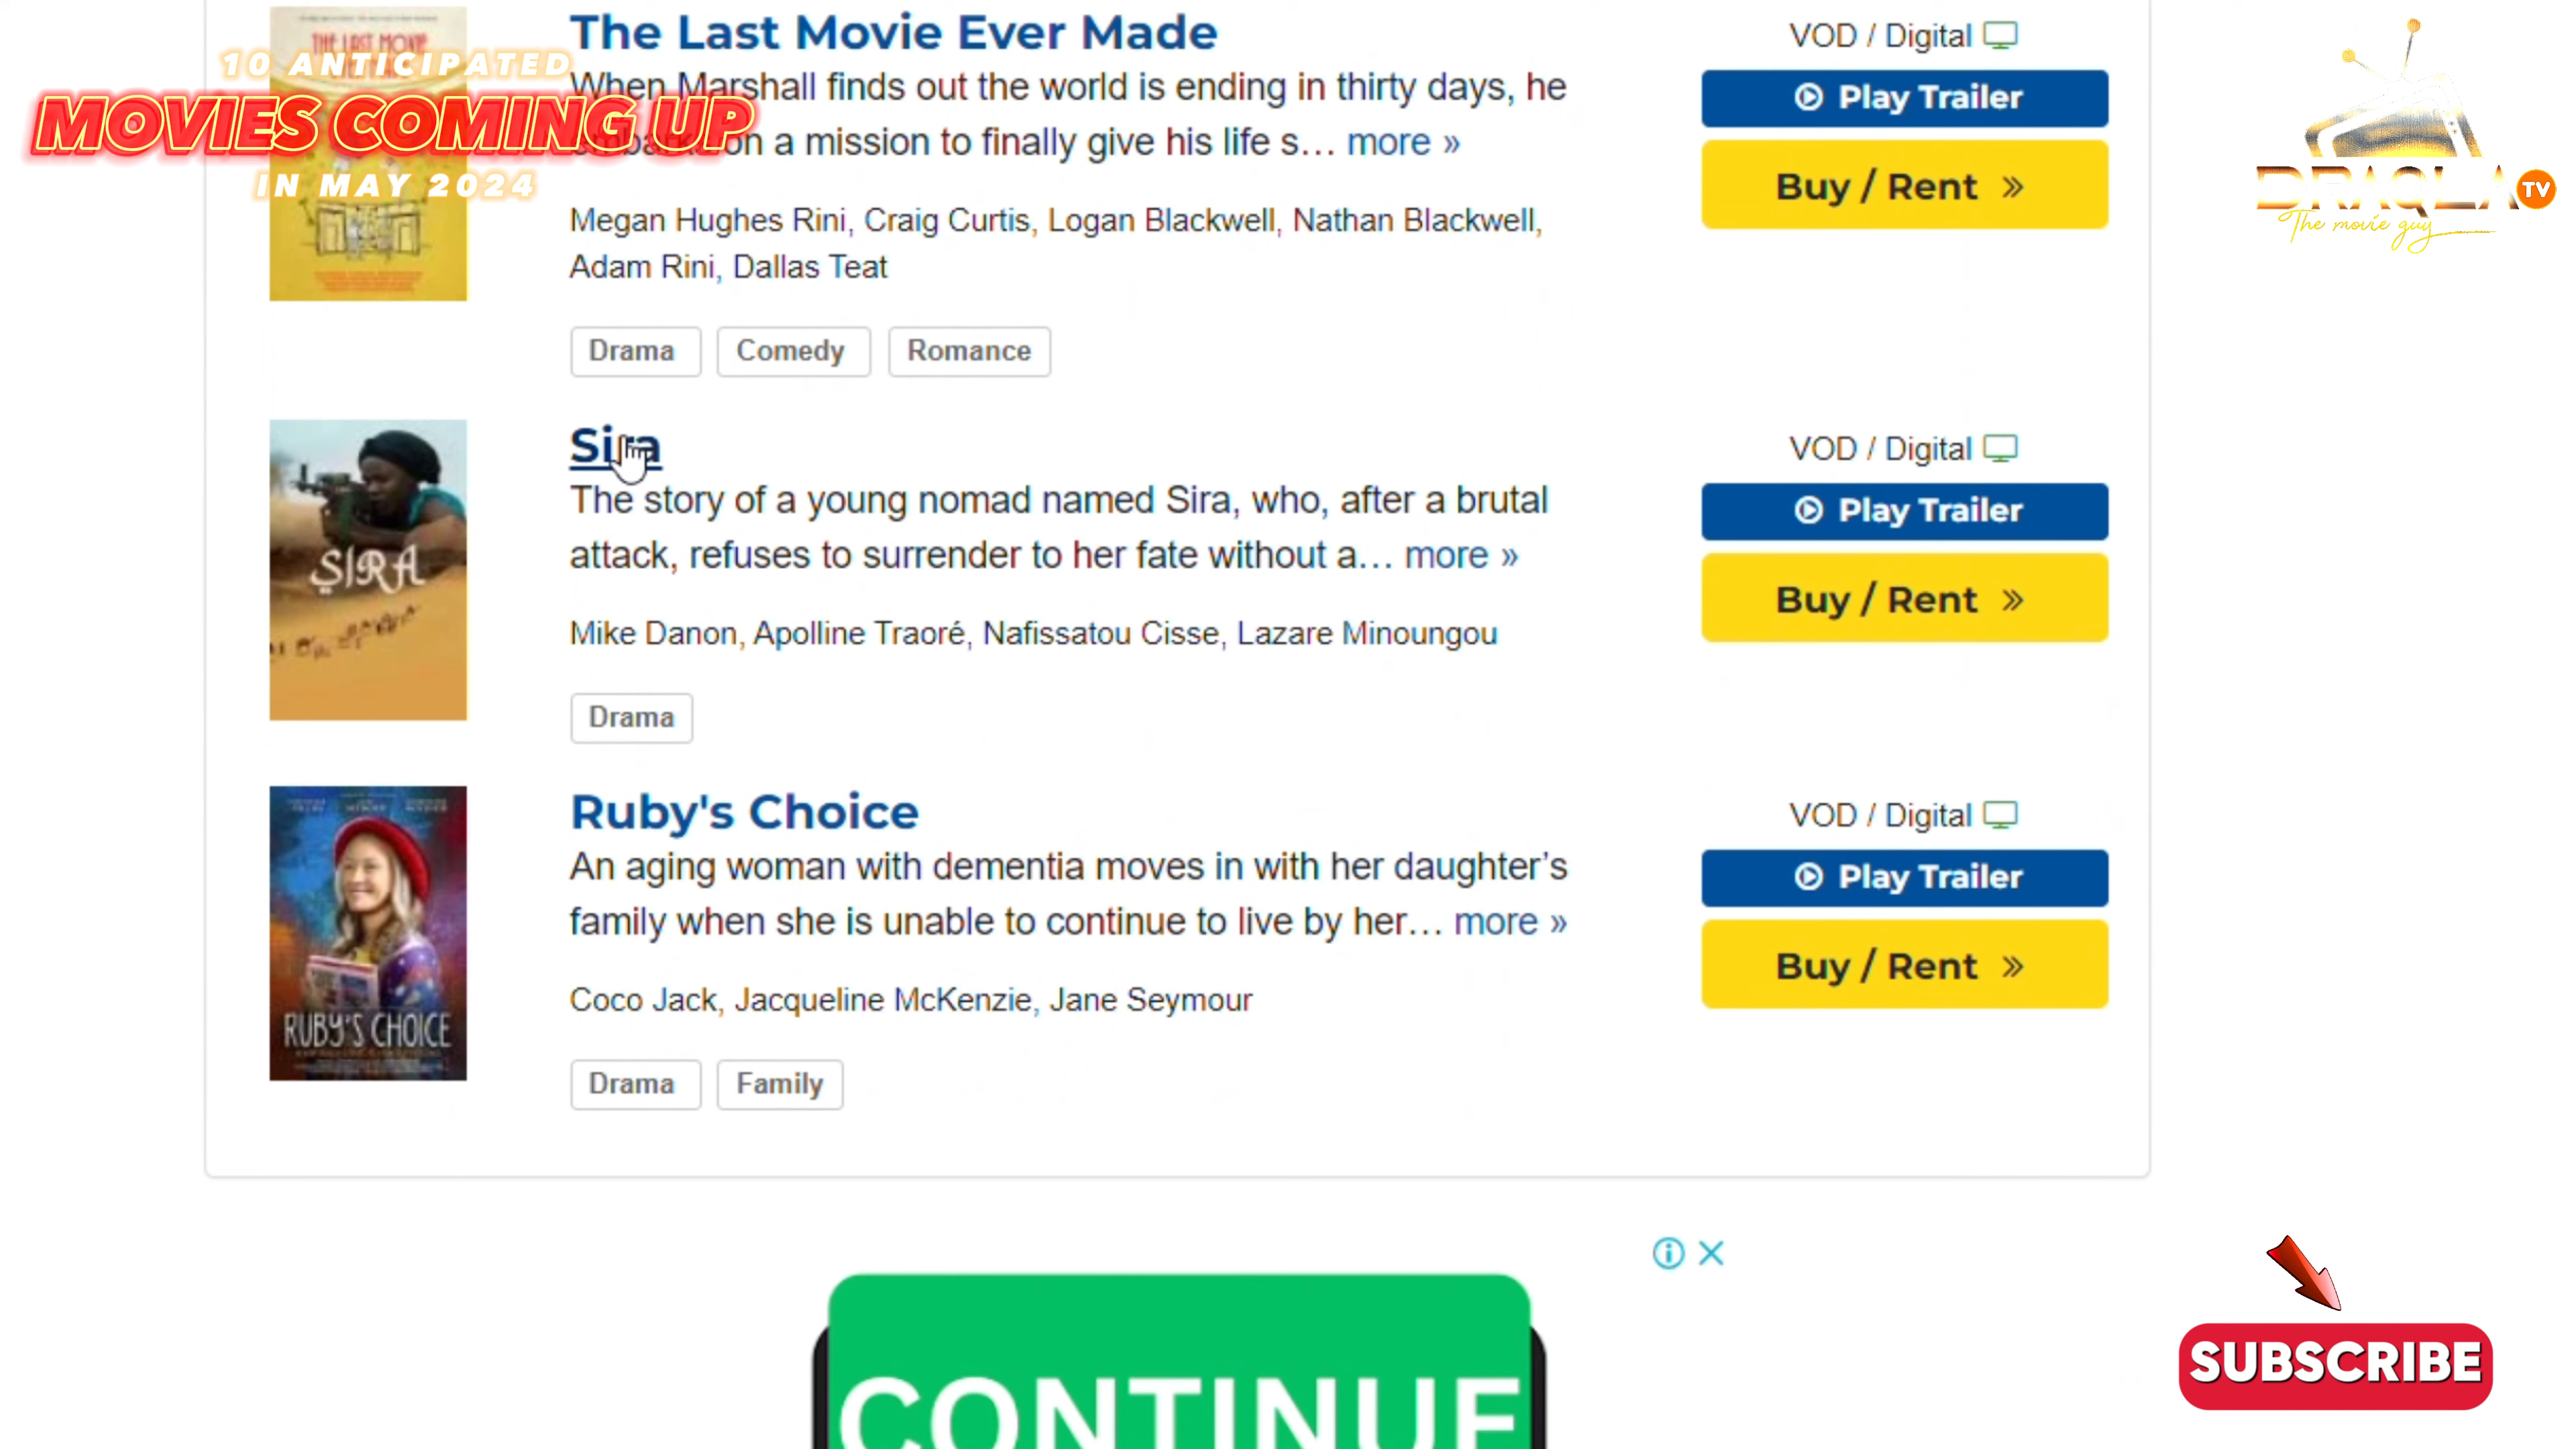 The Last Movie Ever Made
VOD / Digital
10 ANTICIPATED
MOVIES COMING UP
IN MAY 2024
THE LAST MOVIE
When Marshall finds out the world is ending in thirty days, he
embarks on a mission to finally give his life s... more »
Play Trailer
Buy / Rent »
DRAQLA TV
The movie guy
Megan Hughes Rini, Craig Curtis, Logan Blackwell, Nathan Blackwell,
Adam Rini, Dallas Teat
Drama Comedy Romance
Sira
The story of a young nomad named Sira, who, after a brutal
attack, refuses to surrender to her fate without a... more »
Mike Danon, Apolline Traoré, Nafissatou Cisse, Lazare Minoungou
Drama
SIRA
VOD / Digital
Play Trailer
Buy / Rent »
Ruby's Choice
An aging woman with dementia moves in with her daughter’s
family when she is unable to continue to live by her... more »
Coco Jack, Jacqueline McKenzie, Jane Seymour
Drama Family
RUBY'S CHOICE
VOD / Digital
Play Trailer
Buy / Rent »
CONTINUE
SUBSCRIBE